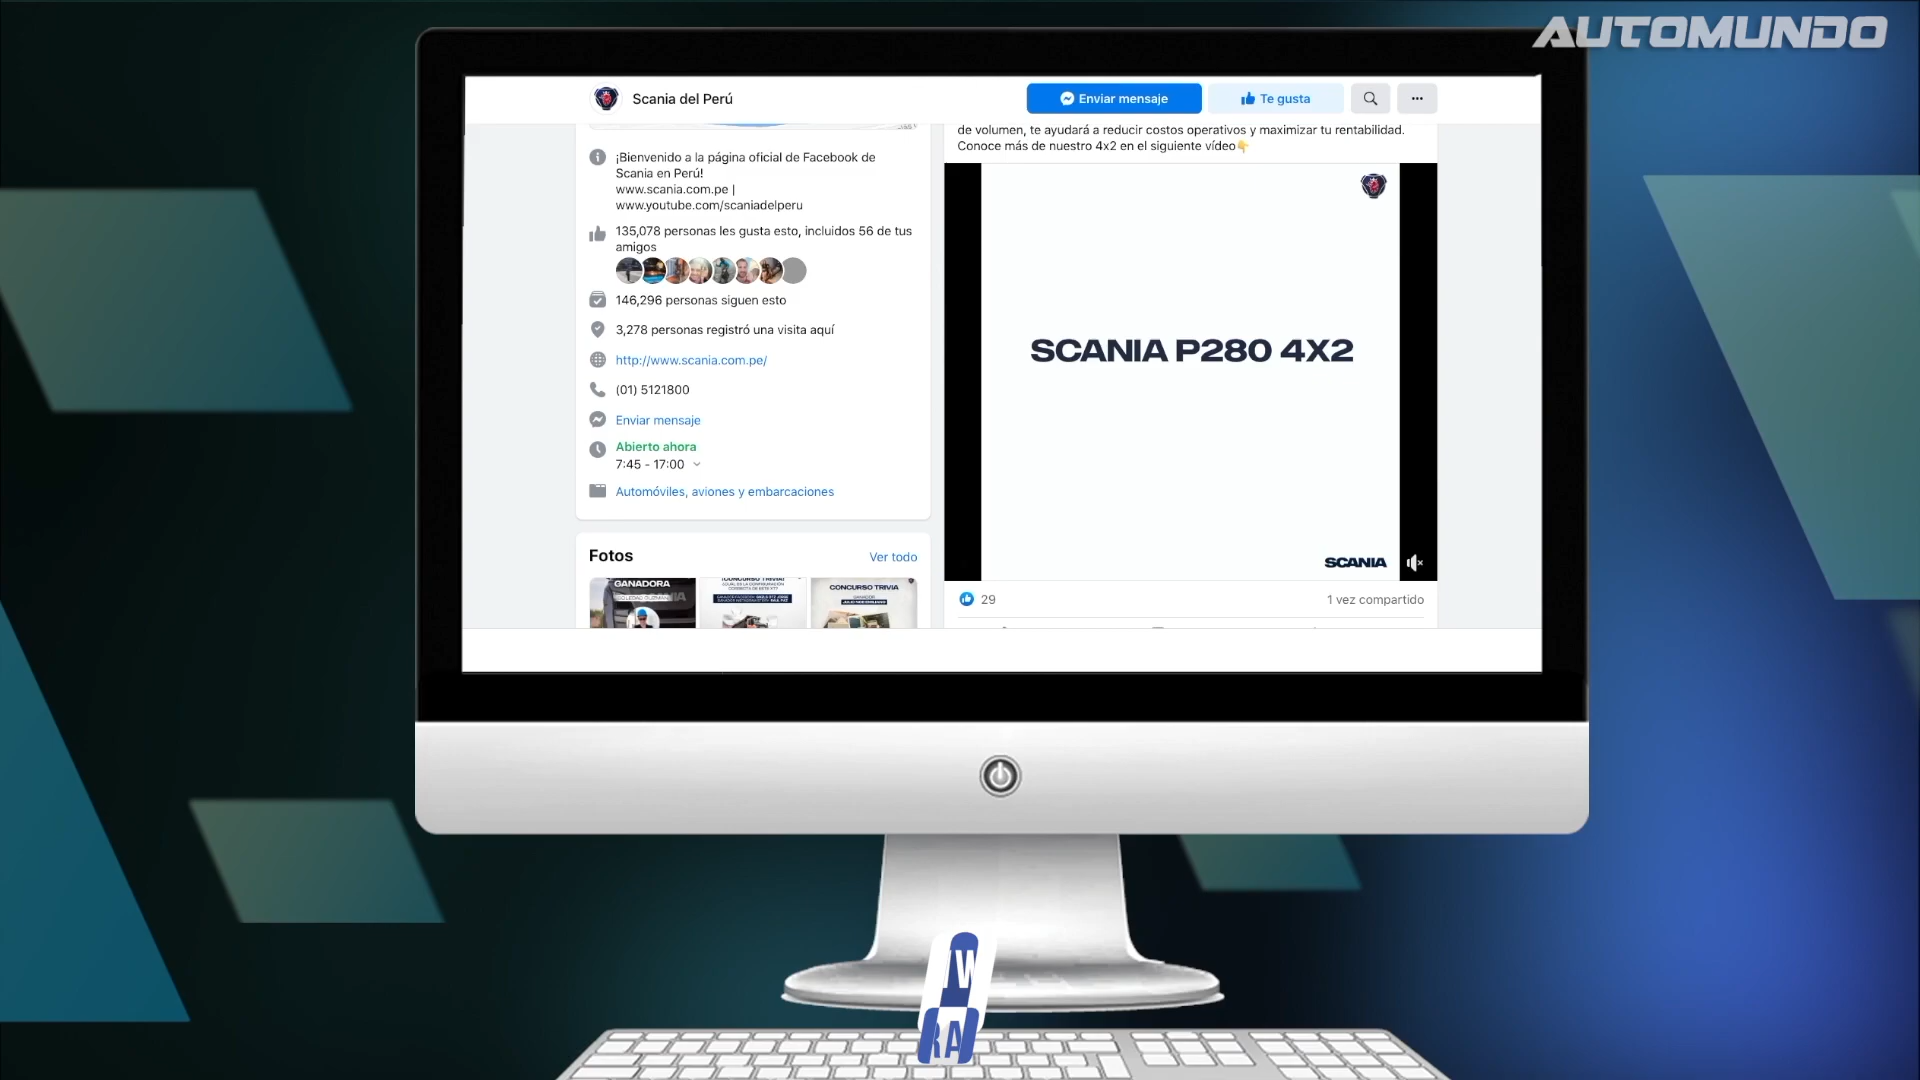 AUTOMUNDO
Scania del Perú
Enviar mensaje
Te gusta
¡Bienvenido a la página oficial de Facebook de
Scania en Perú!
www.scania.com.pe |
www.youtube.com/scaniadelperu
135,078 personas les gusta esto, incluidos 56 de tus
amigos
146,296 personas siguen esto
3,278 personas registró una visita aquí
http://www.scania.com.pe/
(01) 5121800
Enviar mensaje
Abierto ahora
7:45 - 17:00
Automóviles, aviones y embarcaciones
Fotos
Ver todo
GANADORA
¡CONCURSO TRIVIA!
CONCURSO TRIVIA
GANADOR
de volumen, te ayudará a reducir costos operativos y maximizar tu rentabilidad.
Conoce más de nuestro 4x2 en el siguiente vídeo👇
SCANIA P280 4X2
SCANIA
29
1 vez compartido